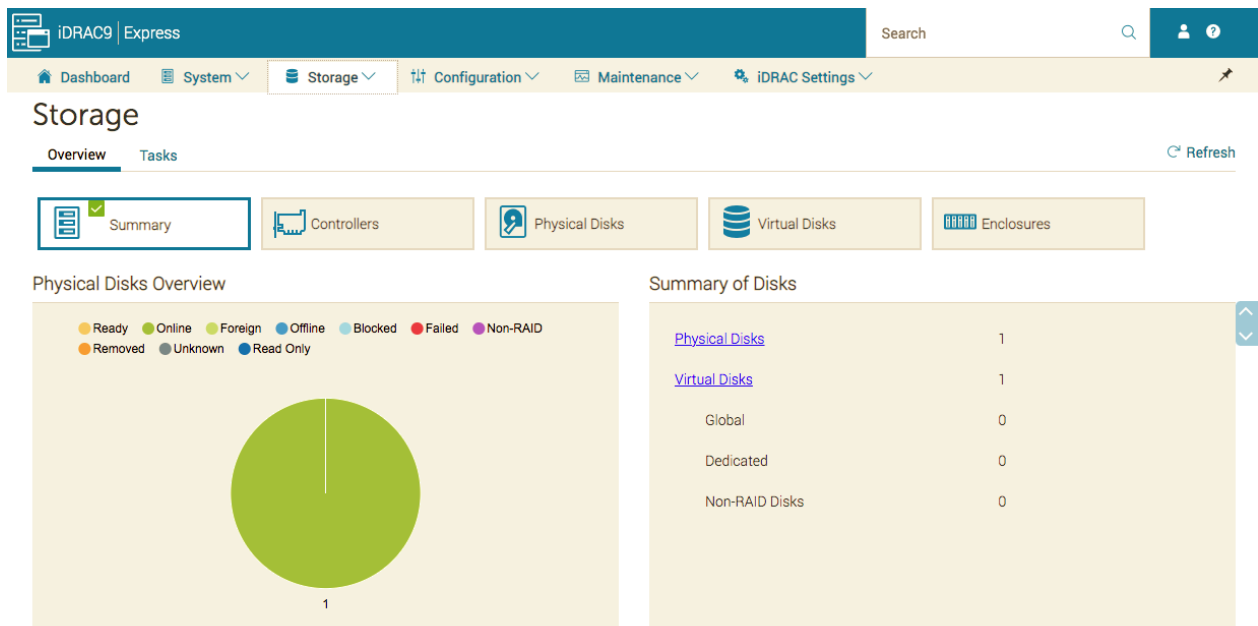 iDRAC9 | Express
Search
Dashboard System Storage Configuration Maintenance iDRAC Settings
Storage
Overview Tasks
Refresh
Summary Controllers Physical Disks Virtual Disks Enclosures
Physical Disks Overview
Ready Online Foreign Offline Blocked Failed Non-RAID
Removed Unknown Read Only
1
Summary of Disks
Physical Disks 1
Virtual Disks 1
Global 0
Dedicated 0
Non-RAID Disks 0